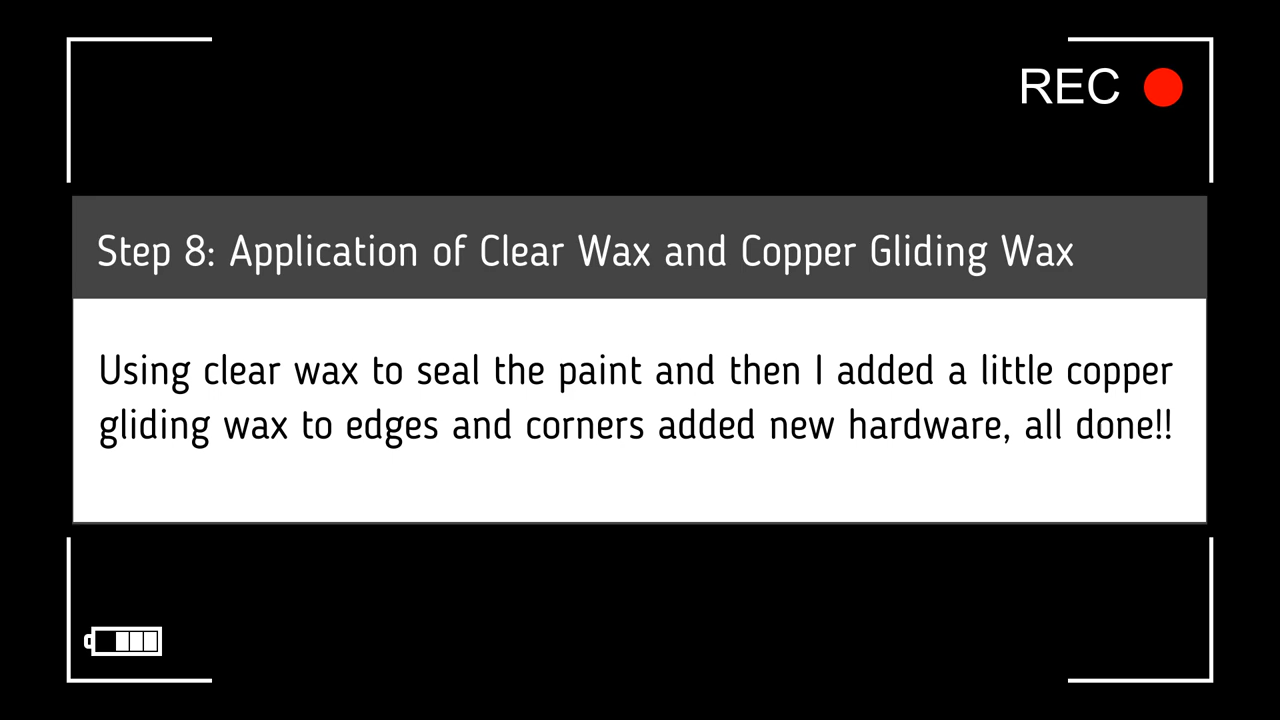 REC
Step 8: Application of Clear Wax and Copper Gliding Wax
Using clear wax to seal the paint and then I added a little copper
gliding wax to edges and corners added new hardware, all done!!